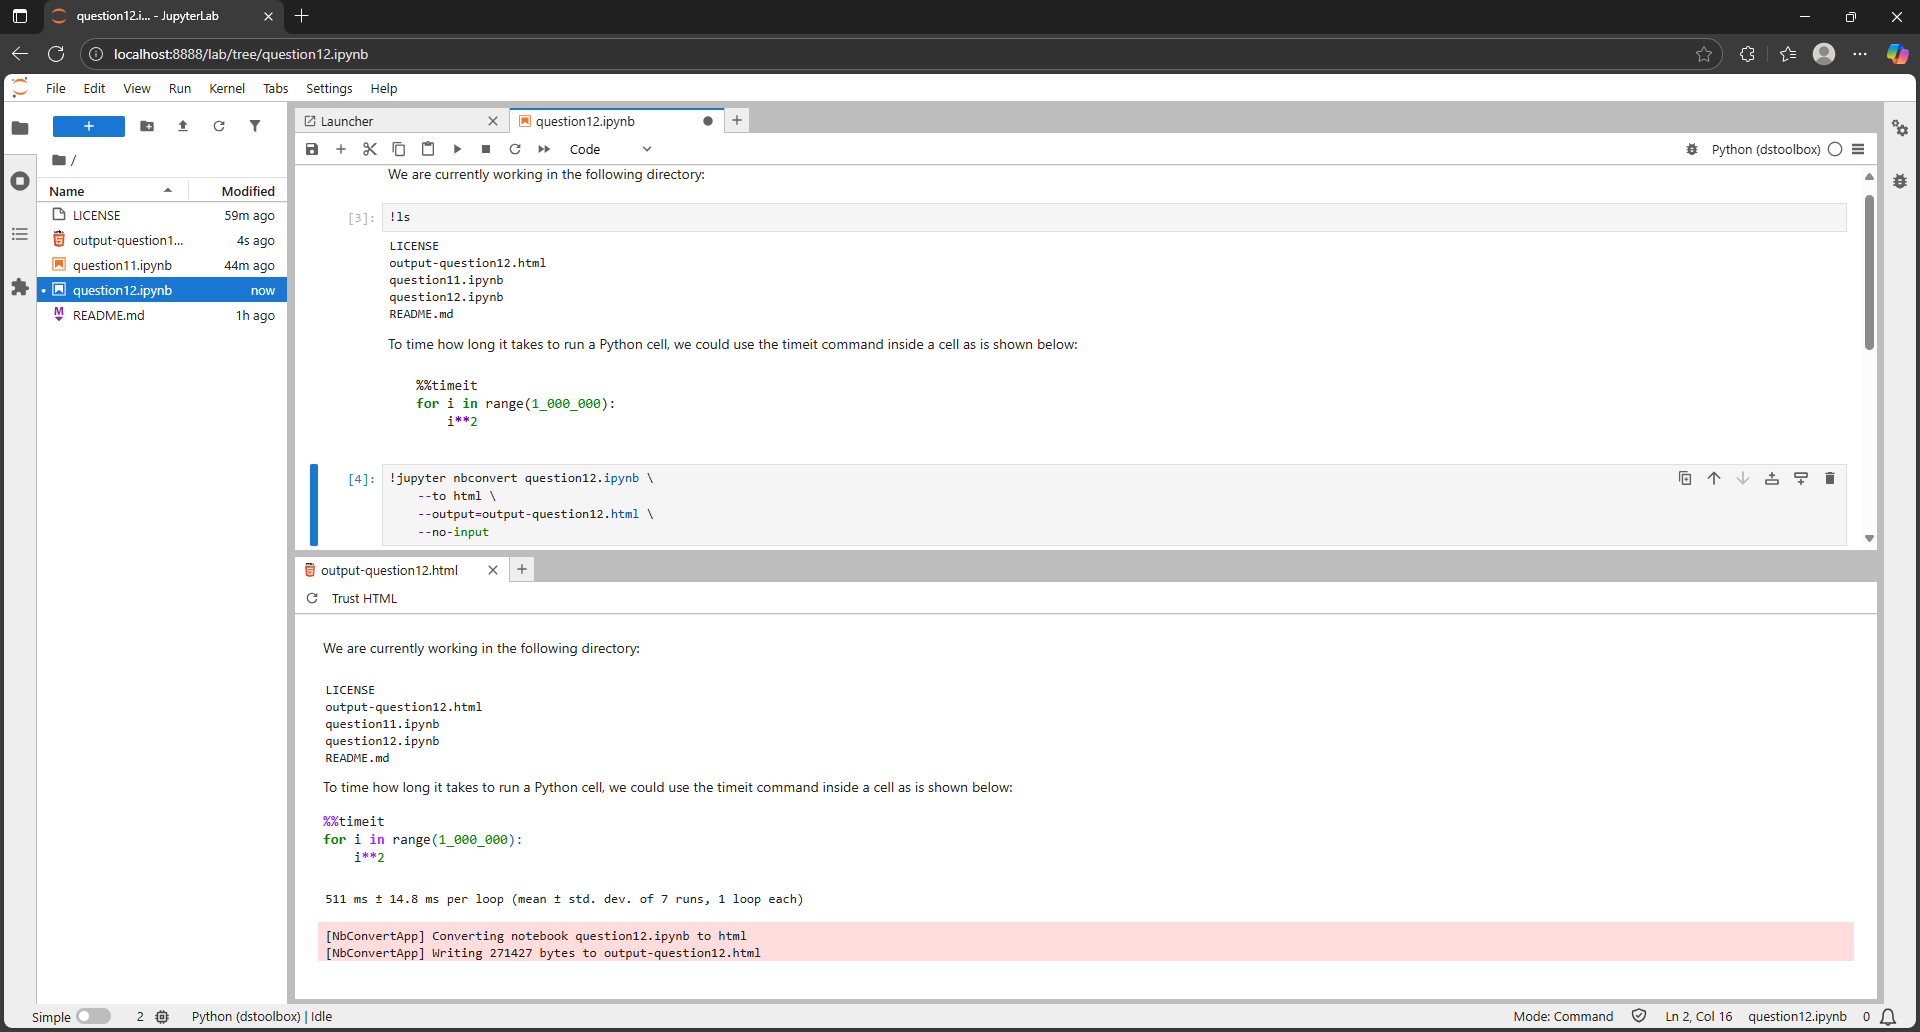 question12.i... - JupyterLab
localhost:8888/lab/tree/question12.ipynb
File Edit View Run Kernel Tabs Settings Help
+
/
Name Modified
LICENSE 59m ago
output-question1... 4s ago
question11.ipynb 44m ago
question12.ipynb now
README.md 1h ago
Launcher
question12.ipynb
Code
Python (dstoolbox)
We are currently working in the following directory:
[3]: !ls
LICENSE
output-question12.html
question11.ipynb
question12.ipynb
README.md
To time how long it takes to run a Python cell, we could use the timeit command inside a cell as is shown below:
%%timeit
for i in range(1_000_000):
    i**2
[4]: !jupyter nbconvert question12.ipynb \
    --to html \
    --output=output-question12.html \
    --no-input
output-question12.html
Trust HTML
We are currently working in the following directory:
LICENSE
output-question12.html
question11.ipynb
question12.ipynb
README.md
To time how long it takes to run a Python cell, we could use the timeit command inside a cell as is shown below:
%%timeit
for i in range(1_000_000):
    i**2
511 ms ± 14.8 ms per loop (mean ± std. dev. of 7 runs, 1 loop each)
[NbConvertApp] Converting notebook question12.ipynb to html
[NbConvertApp] Writing 271427 bytes to output-question12.html
Simple 2 Python (dstoolbox) | Idle Mode: Command Ln 2, Col 16 question12.ipynb 0